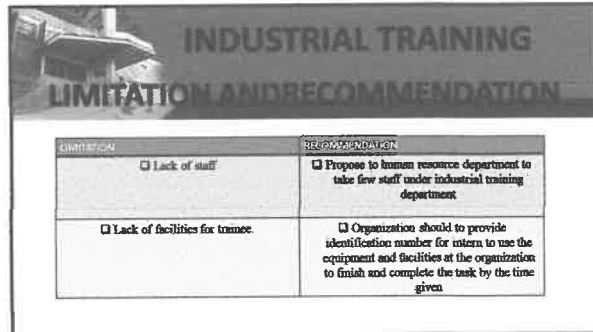 INDUSTRIAL TRAINING
LIMITATION ANDRECOMMENDATION
LIMITATION
RECOMMENDATION
❑ Lack of staff
❑ Propose to human resource department to
take few staff under industrial training
department
❑ Lack of facilities for trainee.
❑ Organization should to provide
identification number for intern to use the
equipment and facilities at the organization
to finish and complete the task by the time
given